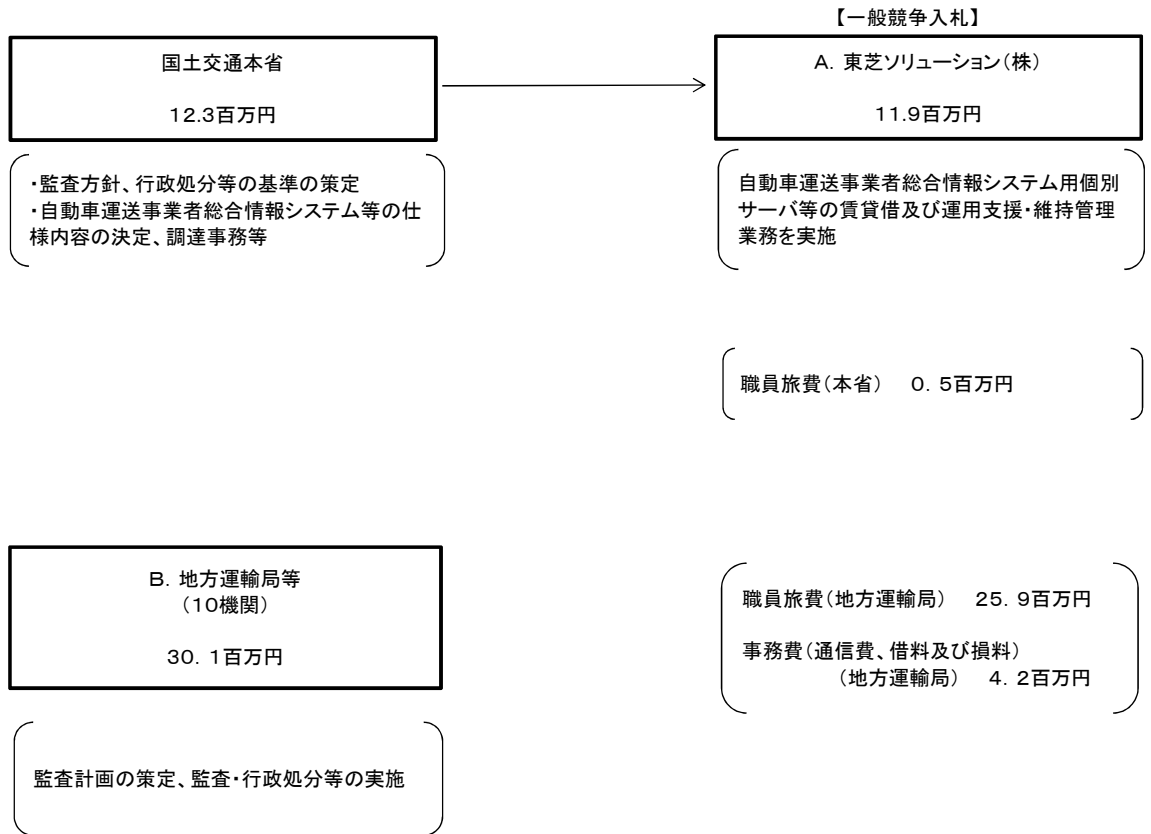 【一般競争入札】
国土交通本省
12.3百万円
A．東芝ソリューション（株）
11.9百万円
・監査方針、行政処分等の基準の策定
・自動車運送事業者総合情報システム等の仕
様内容の決定、調達事務等
自動車運送事業者総合情報システム用個別
サーバ等の賃貸借及び運用支援・維持管理
業務を実施
職員旅費（本省）　０．５百万円
B．地方運輸局等
（１０機関）
３０．１百万円
職員旅費（地方運輸局）　２５．９百万円
事務費（通信費、借料及び損料）
（地方運輸局）　４．２百万円
監査計画の策定、監査・行政処分等の実施